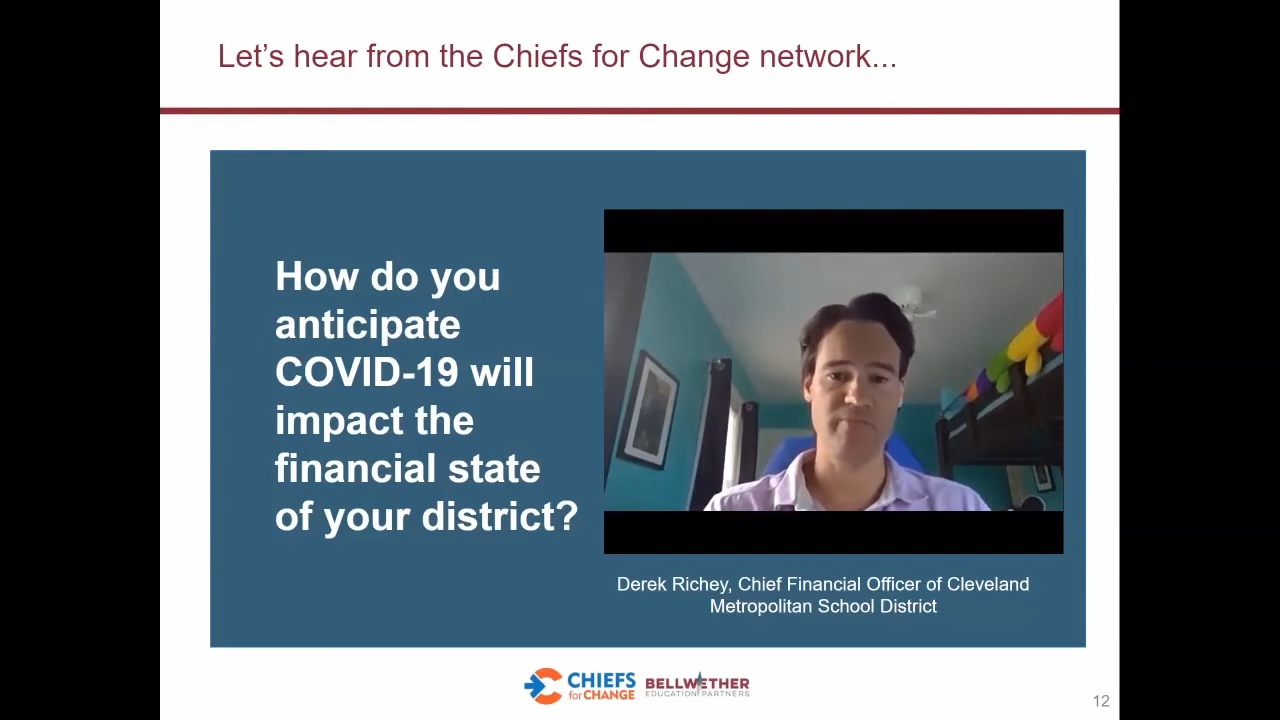 Let's hear from the Chiefs for Change network...
How do you
anticipate
COVID-19 will
impact the
financial state
of your district?
Derek Richey, Chief Financial Officer of Cleveland
Metropolitan School District
CHIEFS
for CHANGE
BELLWETHER
EDUCATION PARTNERS
12